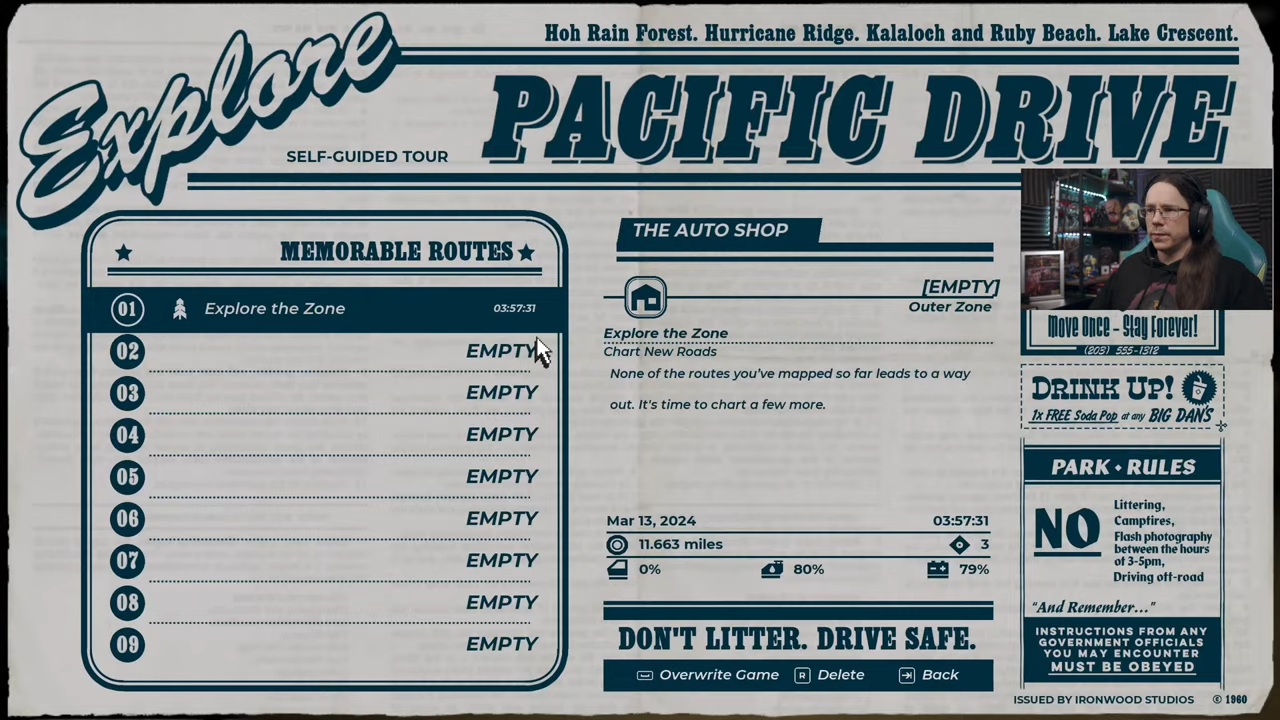 Explore
Hoh Rain Forest. Hurricane Ridge. Kalaloch and Ruby Beach. Lake Crescent.
PACIFIC DRIVE
SELF-GUIDED TOUR
MEMORABLE ROUTES
01 Explore the Zone 03:57:31
02 EMPTY
03 EMPTY
04 EMPTY
05 EMPTY
06 EMPTY
07 EMPTY
08 EMPTY
09 EMPTY
THE AUTO SHOP
[EMPTY]
Outer Zone
Explore the Zone
Chart New Roads
None of the routes you've mapped so far leads to a way
out. It's time to chart a few more.
Mar 13, 2024 03:57:31
11.663 miles 3
0% 80% 79%
DON'T LITTER. DRIVE SAFE.
Overwrite Game R Delete Back
Move Once - Stay Forever!
(203) 555-1312
DRINK UP!
1x FREE Soda Pop at any BIG DAN'S
PARK • RULES
NO
Littering,
Campfires,
Flash photography
between the hours
of 3-5pm,
Driving off-road
"And Remember..."
INSTRUCTIONS FROM ANY
GOVERNMENT OFFICIALS
YOU MAY ENCOUNTER
MUST BE OBEYED
ISSUED BY IRONWOOD STUDIOS © 1960